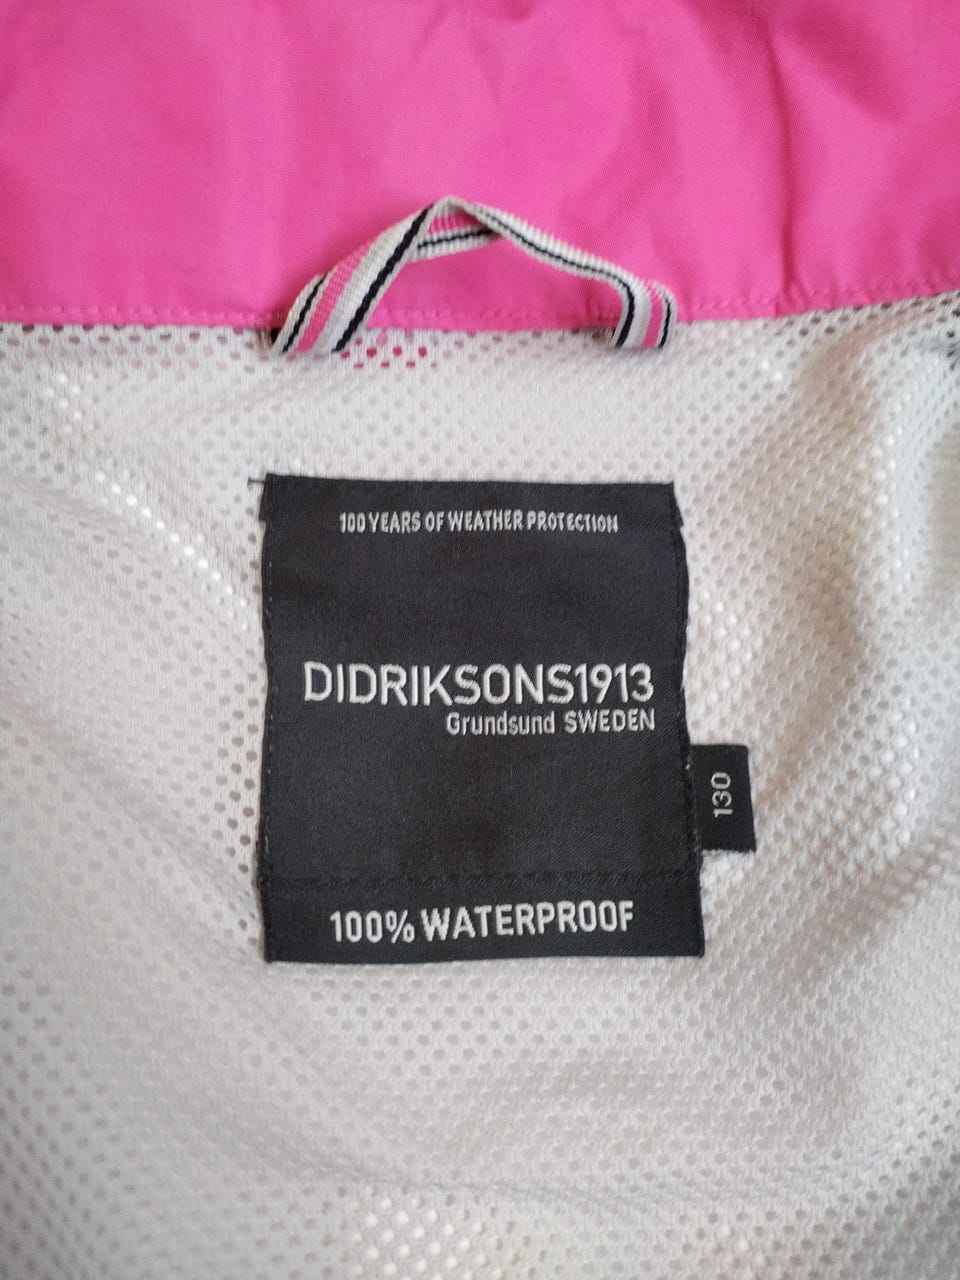 100 YEARS OF WEATHER PROTECTION
DIDRIKSONS1913
Grundsund SWEDEN
130
100% WATERPROOF